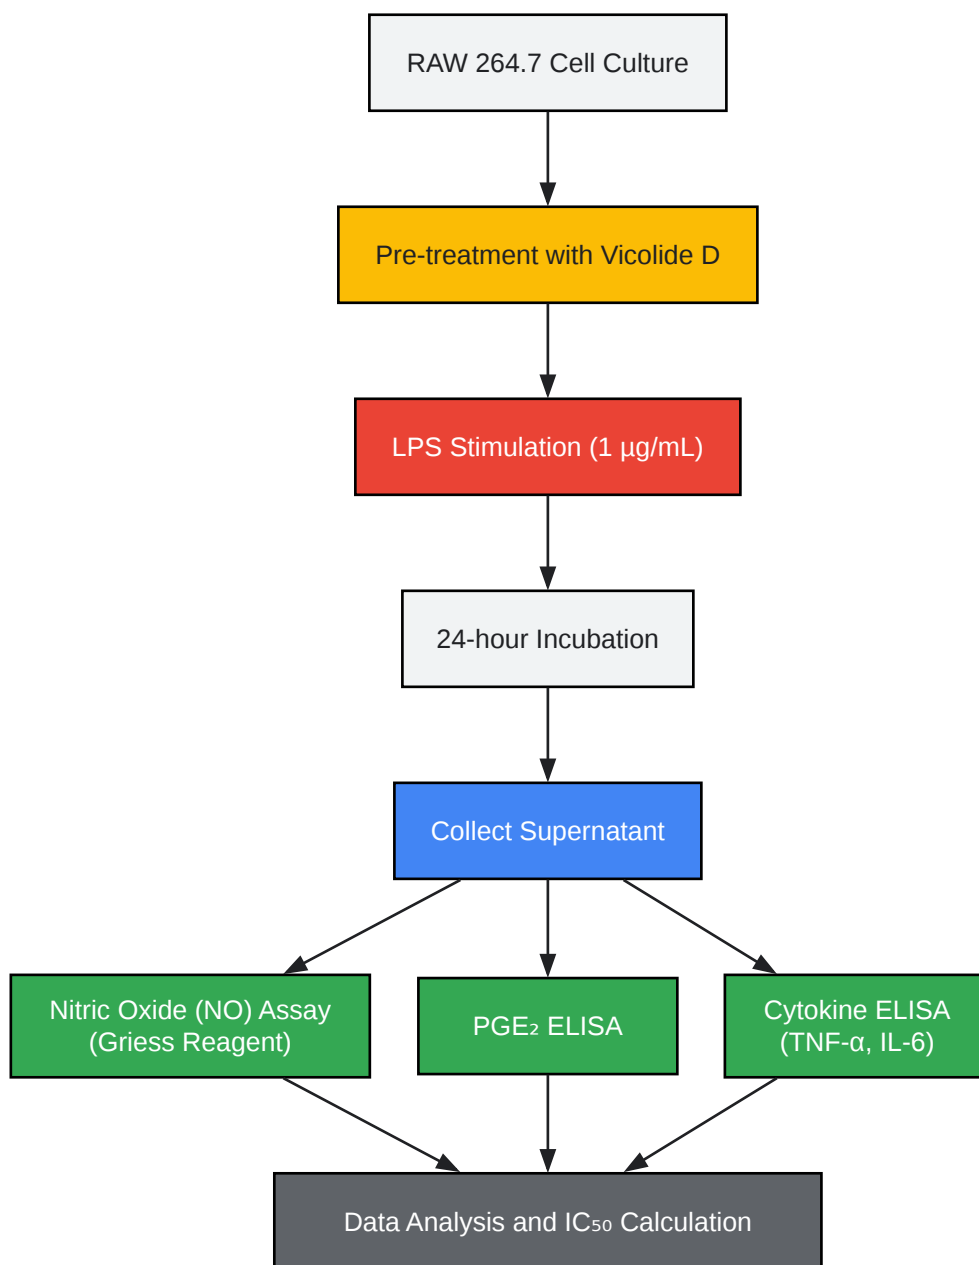 RAW 264.7 Cell Culture
Pre-treatment with Vicolide D
LPS Stimulation (1 µg/mL)
24-hour Incubation
Collect Supernatant
Nitric Oxide (NO) Assay
(Griess Reagent)
PGE₂ ELISA
Cytokine ELISA
(TNF-α, IL-6)
Data Analysis and IC₅₀ Calculation